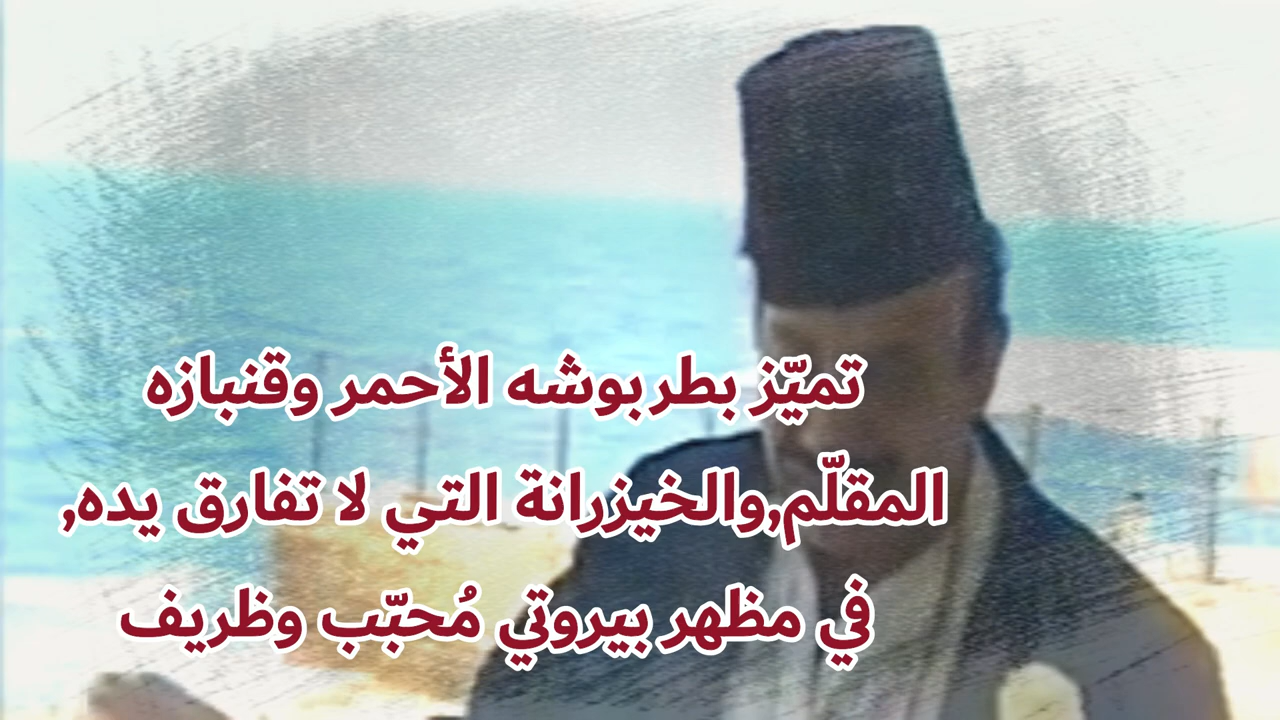 تميّز بطربوشه الأحمر وقنبازه
المقلّم,والخيزرانة التي لا تفارق يده,
في مظهر بيروتي مُحبّب وظريف